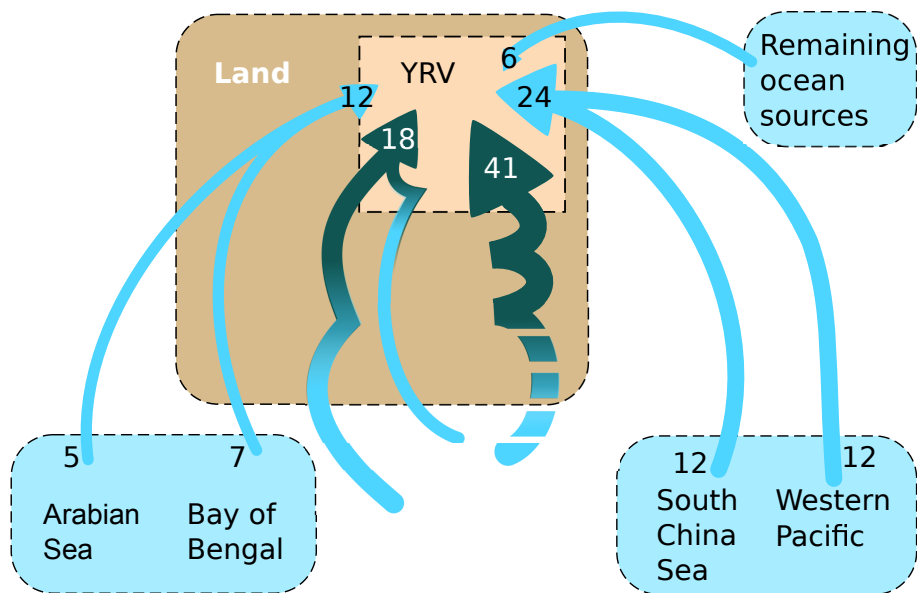 Land
YRV
6
12
24
18
41
Remaining
ocean
sources
5
7
Arabian
Sea
Bay of
Bengal
12
12
South
China
Sea
Western
Pacific